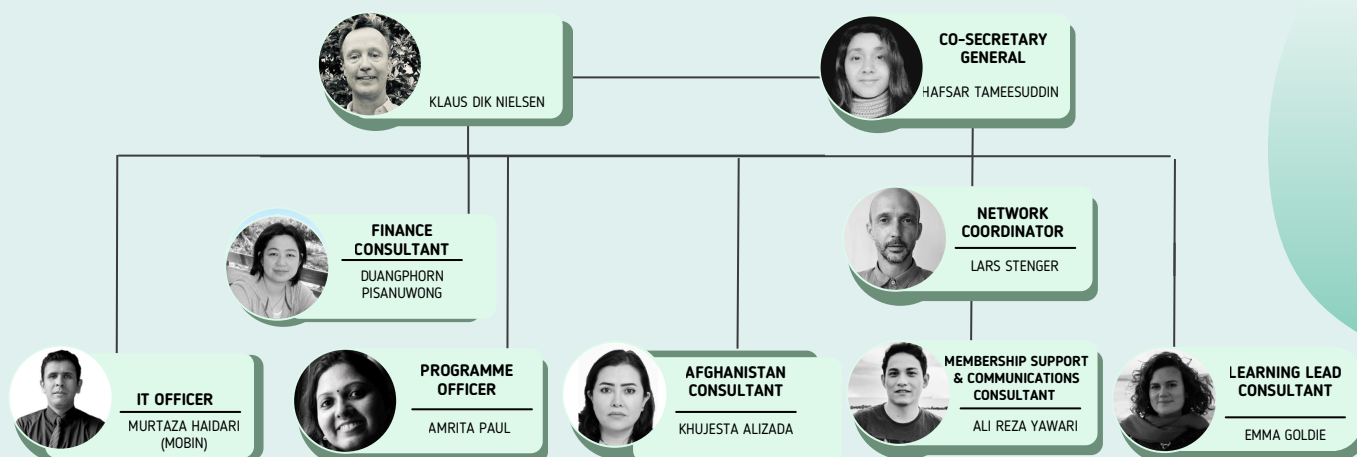 KLAUS DIK NIELSEN
CO-SECRETARY
GENERAL
HAFSAR TAMEESUDDIN
FINANCE
CONSULTANT
DUANGPHORN
PISANUWONG
NETWORK
COORDINATOR
LARS STENGER
IT OFFICER
MURTAZA HAIDARI
(MOBIN)
PROGRAMME
OFFICER
AMRITA PAUL
AFGHANISTAN
CONSULTANT
KHUJESTA ALIZADA
MEMBERSHIP SUPPORT
& COMMUNICATIONS
CONSULTANT
ALI REZA YAWARI
LEARNING LEAD
CONSULTANT
EMMA GOLDIE